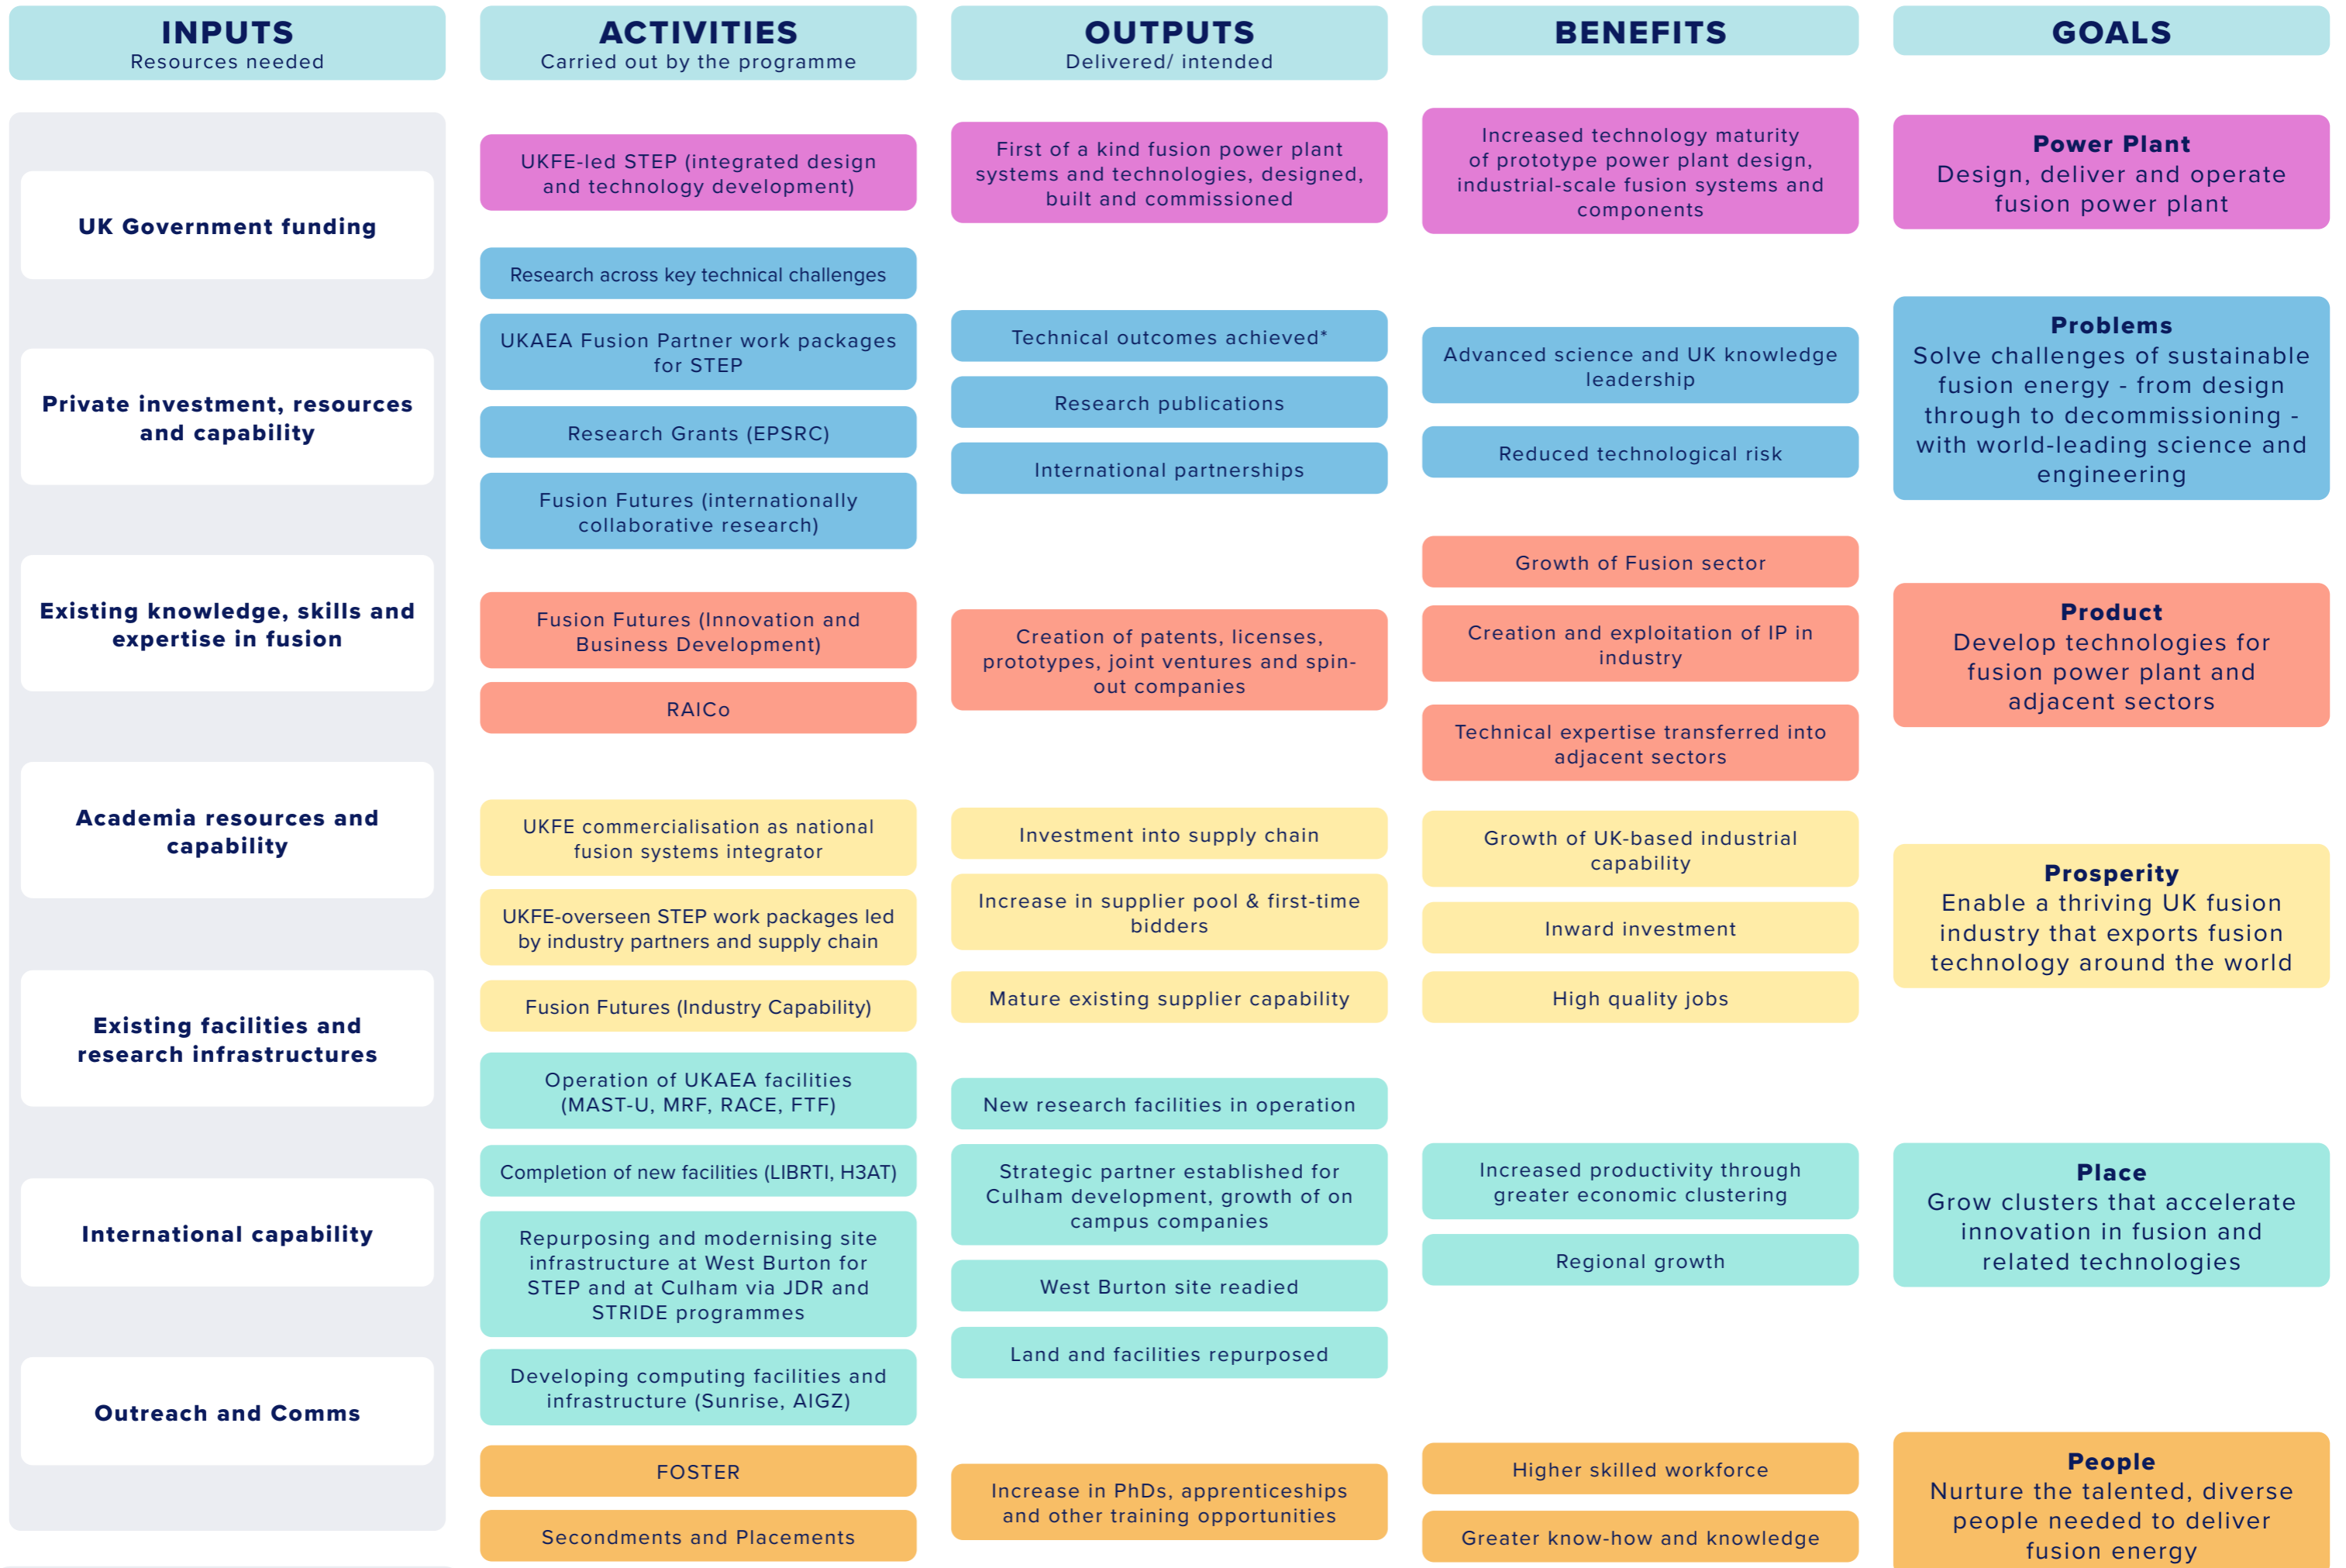 INPUTS
Resources needed
UK Government funding
Private investment, resources
and capability
Existing knowledge, skills and
expertise in fusion
Academia resources and
capability
Existing facilities and
research infrastructures
International capability
Outreach and Comms
ACTIVITIES
Carried out by the programme
UKFE-led STEP (integrated design
and technology development)
Research across key technical challenges
UKAEA Fusion Partner work packages
for STEP
Research Grants (EPSRC)
Fusion Futures (internationally
collaborative research)
Fusion Futures (Innovation and
Business Development)
RAICo
UKFE commercialisation as national
fusion systems integrator
UKFE-overseen STEP work packages led
by industry partners and supply chain
Fusion Futures (Industry Capability)
Operation of UKAEA facilities
(MAST-U, MRF, RACE, FTF)
Completion of new facilities (LIBRTI, H3AT)
Repurposing and modernising site
infrastructure at West Burton for
STEP and at Culham via JDR and
STRIDE programmes
Developing computing facilities and
infrastructure (Sunrise, AIGZ)
FOSTER
Secondments and Placements
OUTPUTS
Delivered/ intended
First of a kind fusion power plant
systems and technologies, designed,
built and commissioned
Technical outcomes achieved*
Research publications
International partnerships
Creation of patents, licenses,
prototypes, joint ventures and spin-
out companies
Investment into supply chain
Increase in supplier pool & first-time
bidders
Mature existing supplier capability
New research facilities in operation
Strategic partner established for
Culham development, growth of on
campus companies
West Burton site readied
Land and facilities repurposed
Increase in PhDs, apprenticeships
and other training opportunities
BENEFITS
Increased technology maturity
of prototype power plant design,
industrial-scale fusion systems and
components
Advanced science and UK knowledge
leadership
Reduced technological risk
Growth of Fusion sector
Creation and exploitation of IP in
industry
Technical expertise transferred into
adjacent sectors
Growth of UK-based industrial
capability
Inward investment
High quality jobs
Increased productivity through
greater economic clustering
Regional growth
Higher skilled workforce
Greater know-how and knowledge
GOALS
Power Plant
Design, deliver and operate
fusion power plant
Problems
Solve challenges of sustainable
fusion energy - from design
through to decommissioning -
with world-leading science and
engineering
Product
Develop technologies for
fusion power plant and
adjacent sectors
Prosperity
Enable a thriving UK fusion
industry that exports fusion
technology around the world
Place
Grow clusters that accelerate
innovation in fusion and
related technologies
People
Nurture the talented, diverse
people needed to deliver
fusion energy